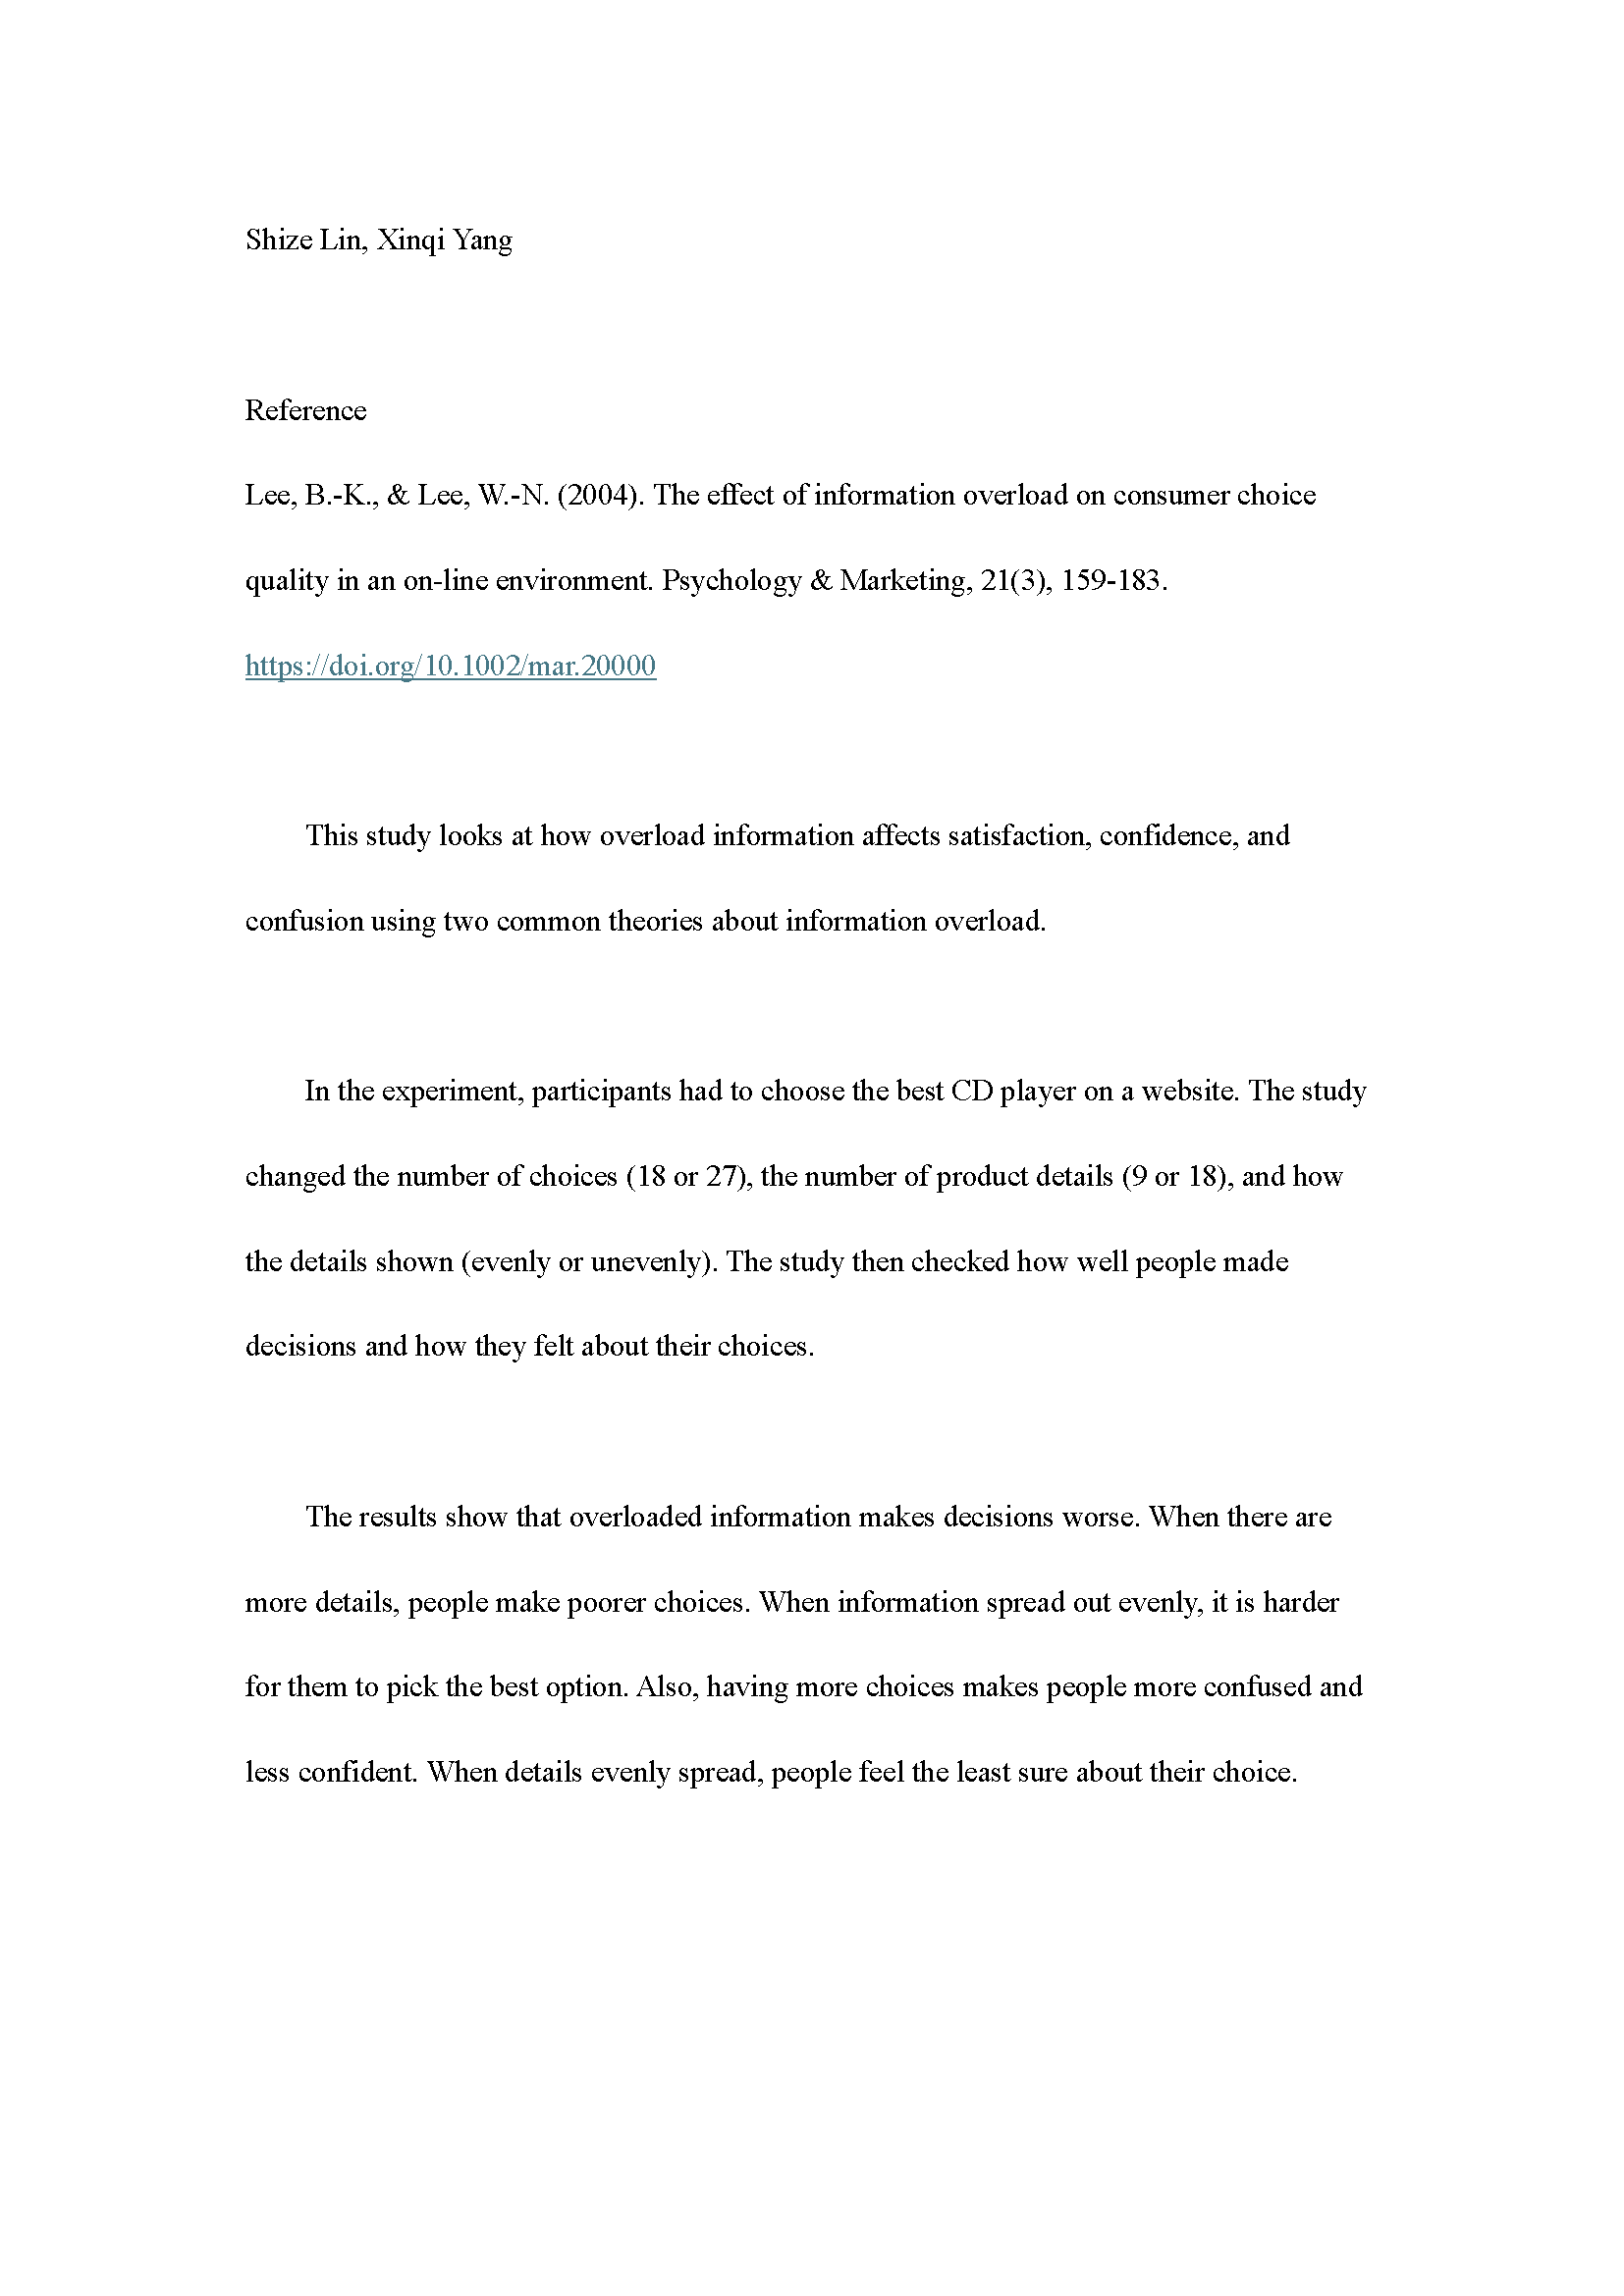 Shize Lin, Xinqi Yang
Reference
Lee, B.-K., & Lee, W.-N. (2004). The effect of information overload on consumer choice
quality in an on-line environment. Psychology & Marketing, 21(3), 159-183.
https://doi.org/10.1002/mar.20000
This study looks at how overload information affects satisfaction, confidence, and
confusion using two common theories about information overload.
In the experiment, participants had to choose the best CD player on a website. The study
changed the number of choices (18 or 27), the number of product details (9 or 18), and how
the details shown (evenly or unevenly). The study then checked how well people made
decisions and how they felt about their choices.
The results show that overloaded information makes decisions worse. When there are
more details, people make poorer choices. When information spread out evenly, it is harder
for them to pick the best option. Also, having more choices makes people more confused and
less confident. When details evenly spread, people feel the least sure about their choice.